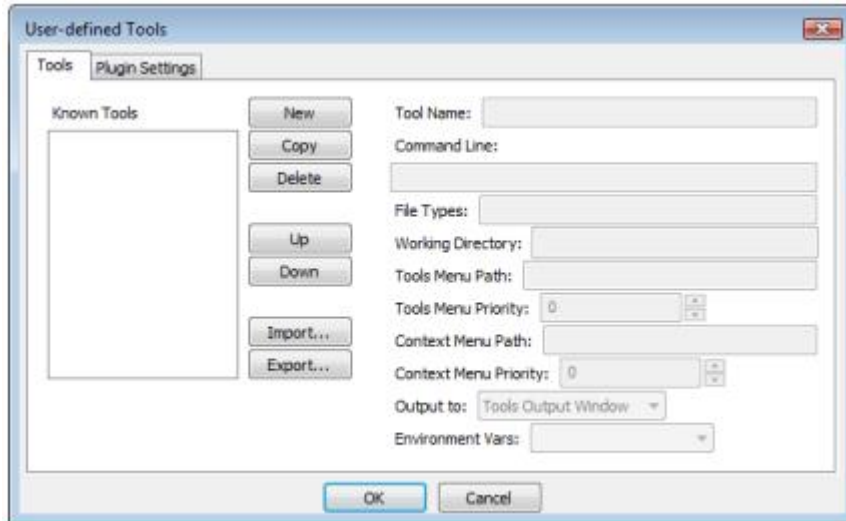 User-defined Tools
Tools Plugin Settings
Known Tools
New
Copy
Delete
Up
Down
Import...
Export...
Tool Name:
Command Line:
File Types:
Working Directory:
Tools Menu Path:
Tools Menu Priority: 0
Context Menu Path:
Context Menu Priority: 0
Output to: Tools Output Window
Environment Vars:
OK Cancel